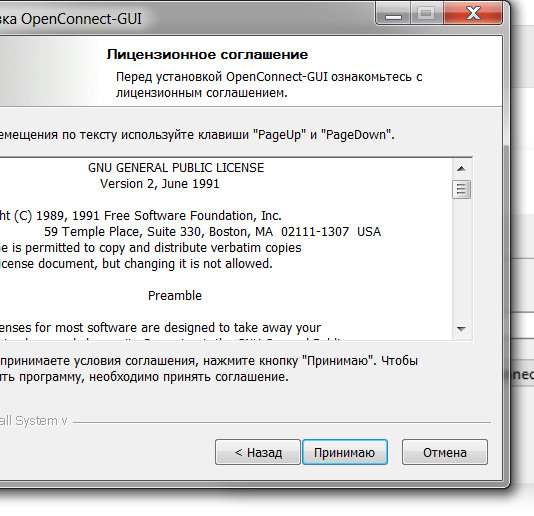 вка OpenConnect-GUI
Лицензионное соглашение
Перед установкой OpenConnect-GUI ознакомьтесь с
лицензионным соглашением.
емещения по тексту используйте клавиши "PageUp" и "PageDown".
GNU GENERAL PUBLIC LICENSE
Version 2, June 1991
ht (C) 1989, 1991 Free Software Foundation, Inc.
59 Temple Place, Suite 330, Boston, MA  02111-1307  USA
ne is permitted to copy and distribute verbatim copies
icense document, but changing it is not allowed.
Preamble
enses for most software are designed to take away your
принимаете условия соглашения, нажмите кнопку "Принимаю". Чтобы
ить программу, необходимо принять соглашение.
all System v
< Назад
Принимаю
Отмена